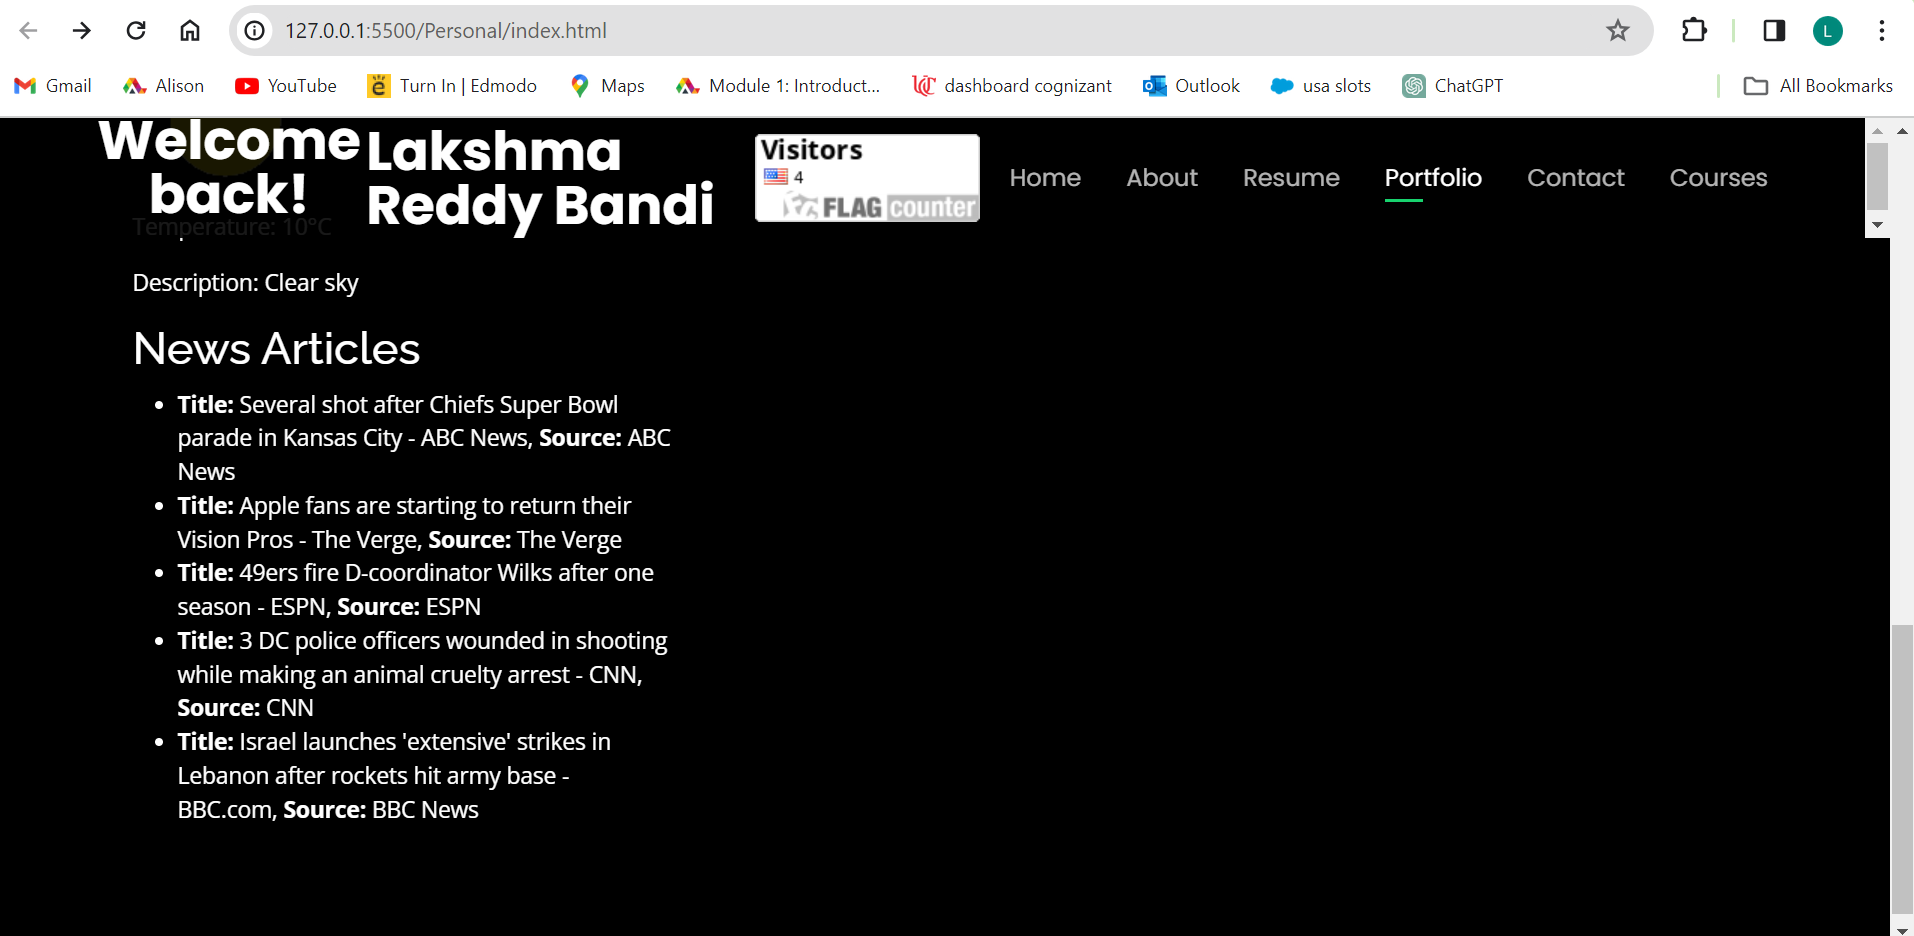 127.0.0.1:5500/Personal/index.html
L
Gmail
Alison
YouTube
Turn In | Edmodo
Maps
Module 1: Introduct...
dashboard cognizant
Outlook
usa slots
ChatGPT
All Bookmarks
Welcome
back!
Lakshma
Reddy Bandi
Visitors
4
FLAG counter
Home
About
Resume
Portfolio
Contact
Courses
Temperature: 10°C
Description: Clear sky
News Articles
• Title: Several shot after Chiefs Super Bowl
parade in Kansas City - ABC News, Source: ABC
News
• Title: Apple fans are starting to return their
Vision Pros - The Verge, Source: The Verge
• Title: 49ers fire D-coordinator Wilks after one
season - ESPN, Source: ESPN
• Title: 3 DC police officers wounded in shooting
while making an animal cruelty arrest - CNN,
Source: CNN
• Title: Israel launches 'extensive' strikes in
Lebanon after rockets hit army base -
BBC.com, Source: BBC News